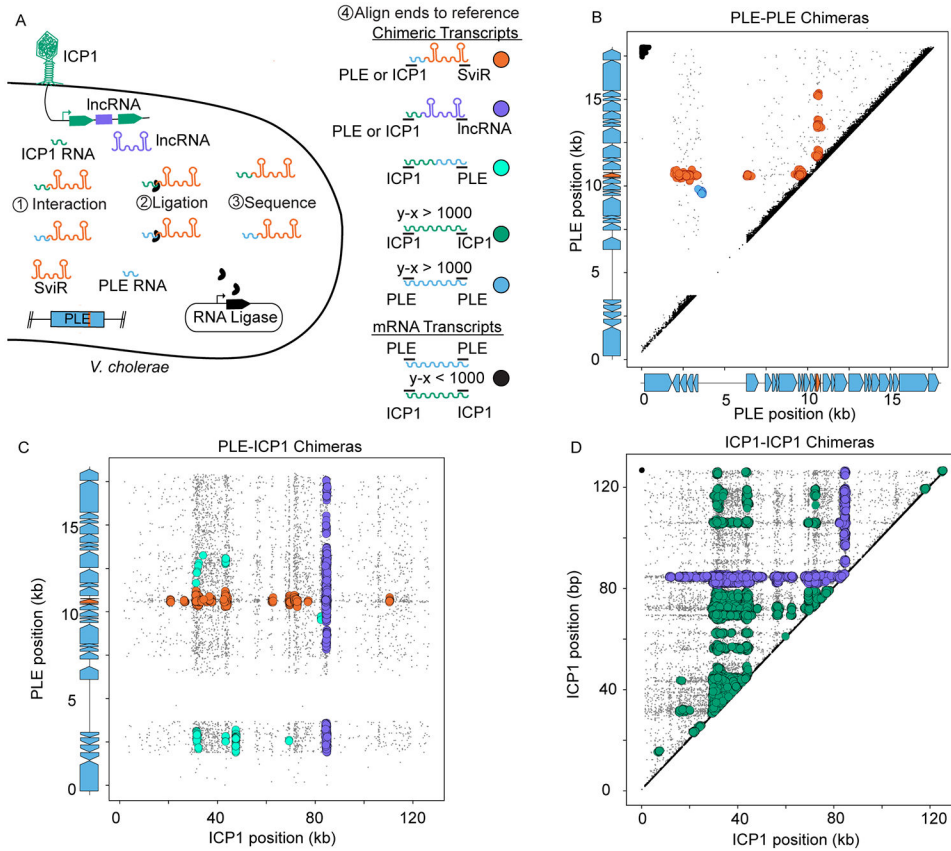 A
ICP1
lncRNA
ICP1 RNA
lncRNA
① Interaction
②Ligation
③Sequence
SviR
PLE RNA
PLE
RNA Ligase
V. cholerae
④Align ends to reference
Chimeric Transcripts
PLE or ICP1
SviR
PLE or ICP1
lncRNA
ICP1
PLE
y-x > 1000
ICP1
ICP1
y-x > 1000
PLE
PLE
mRNA Transcripts
PLE
PLE
y-x < 1000
ICP1
ICP1
B
PLE-PLE Chimeras
PLE position (kb)
15
10
5
0
0
5
10
15
PLE position (kb)
C
PLE-ICP1 Chimeras
PLE position (kb)
15
10
5
0
0
40
80
120
ICP1 position (kb)
D
ICP1-ICP1 Chimeras
ICP1 position (bp)
120
80
40
0
0
40
80
120
ICP1 position (kb)